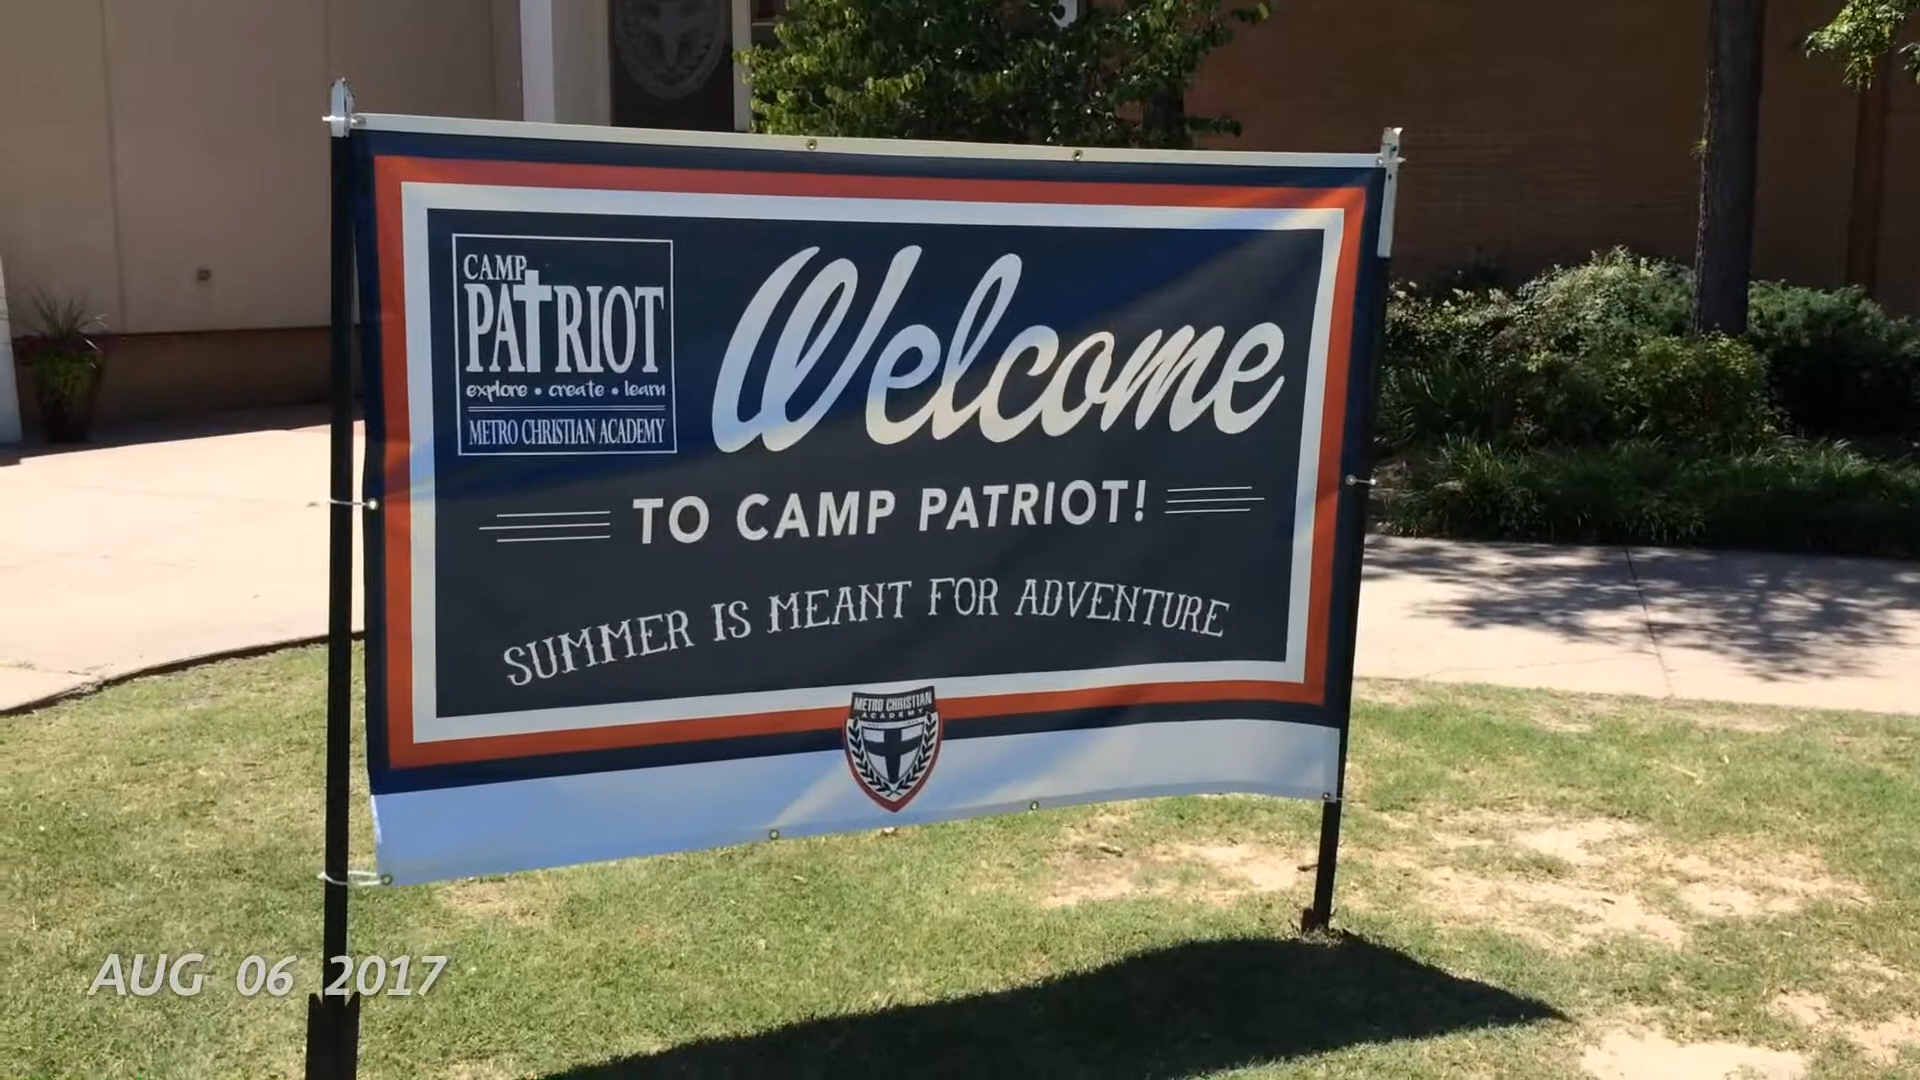 CAMP
PATRIOT
explore • create • learn
METRO CHRISTIAN ACADEMY
Welcome
TO CAMP PATRIOT!
SUMMER IS MEANT FOR ADVENTURE
METRO CHRISTIAN
ACADEMY
AUG 06 2017